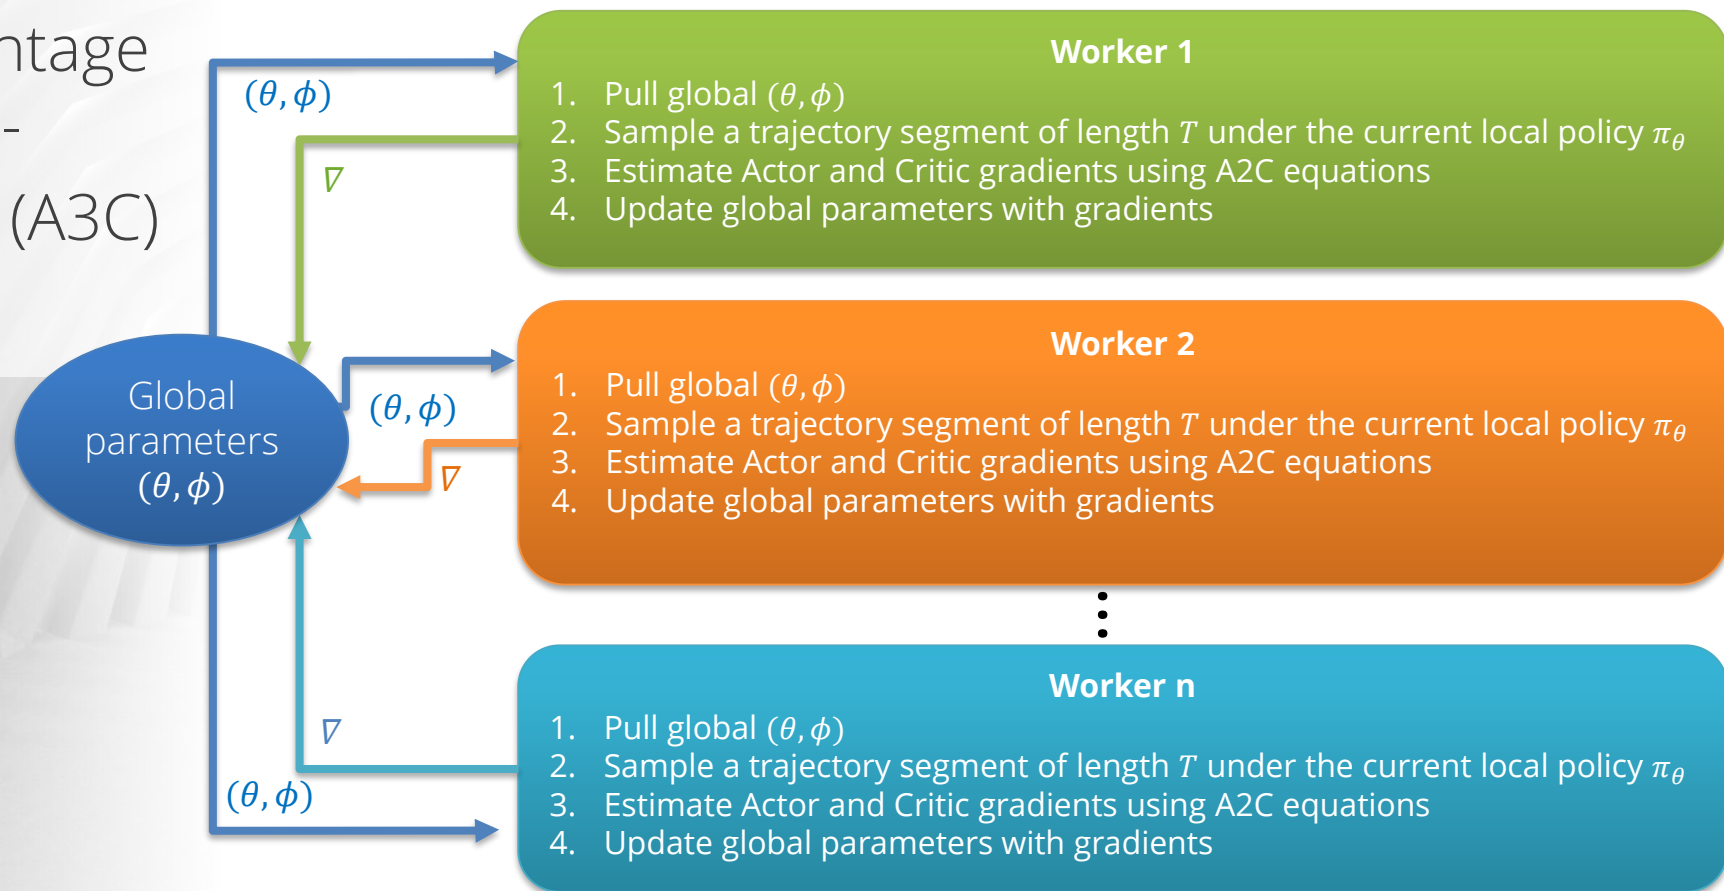 ntage
-
(A3C)
Global
parameters
(θ, ϕ)
(θ, ϕ)
∇
(θ, ϕ)
∇
∇
(θ, ϕ)
Worker 1
1. Pull global (θ, ϕ)
2. Sample a trajectory segment of length T under the current local policy π_θ
3. Estimate Actor and Critic gradients using A2C equations
4. Update global parameters with gradients
Worker 2
1. Pull global (θ, ϕ)
2. Sample a trajectory segment of length T under the current local policy π_θ
3. Estimate Actor and Critic gradients using A2C equations
4. Update global parameters with gradients
⋮
Worker n
1. Pull global (θ, ϕ)
2. Sample a trajectory segment of length T under the current local policy π_θ
3. Estimate Actor and Critic gradients using A2C equations
4. Update global parameters with gradients